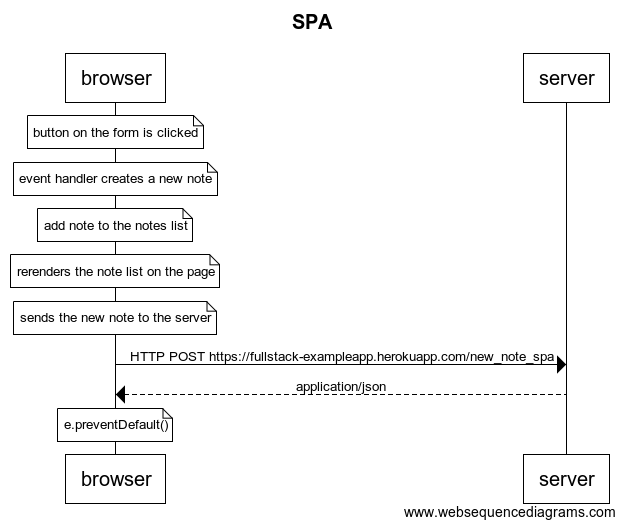 SPA
browser
server
button on the form is clicked
event handler creates a new note
add note to the notes list
rerenders the note list on the page
sends the new note to the server
HTTP POST https://fullstack-exampleapp.herokuapp.com/new_note_spa
application/json
e.preventDefault()
browser
server
www.websequencediagrams.com